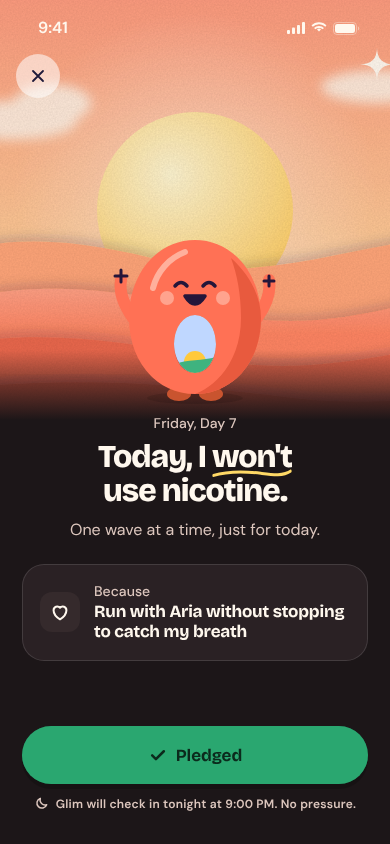 9:41
Friday, Day 7
Today, I won't
use nicotine.
One wave at a time, just for today.
Because
Run with Aria without stopping
to catch my breath
Pledged
Glim will check in tonight at 9:00 PM. No pressure.